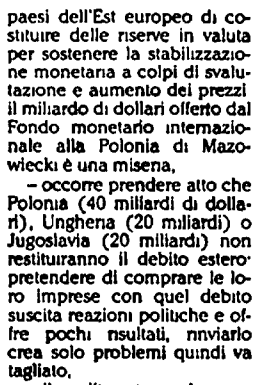 paesi dell'Est europeo di co-
stituire delle riserve in valuta
per sostenere la stabilizzazio-
ne monetaria a colpi di svalu-
tazione e aumento dei prezzi
il miliardo di dollari offerto dal
Fondo monetario internazio-
nale alla Polonia di Mazo-
wiecki è una misena,
– occorre prendere atto che
Polonia (40 miliardi di dolla-
ri), Ungheria (20 miliardi) o
Jugoslavia (20 miliardi) non
restituiranno il debito estero·
pretendere di comprare le lo-
ro imprese con quel debito
suscita reazioni politiche e of-
fre pochi risultati, rinviarlo
crea solo problemi quindi va
tagliato,